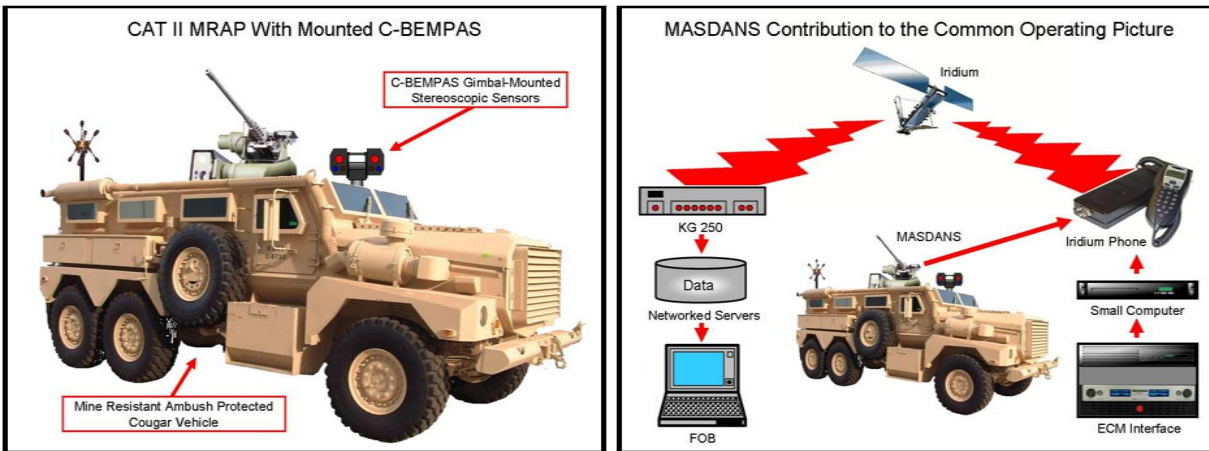 CAT II MRAP With Mounted C-BEMPAS
C-BEMPAS Gimbal-Mounted
Stereoscopic Sensors
Mine Resistant Ambush Protected
Cougar Vehicle
MASDANS Contribution to the Common Operating Picture
Iridium
KG 250
Data
Networked Servers
FOB
MASDANS
Iridium Phone
Small Computer
ECM Interface